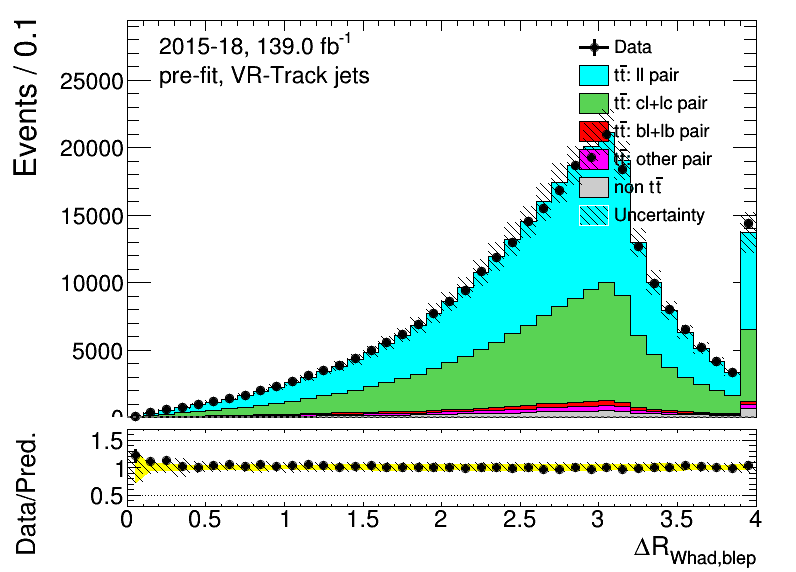 Events / 0.1
2015-18, 139.0 fb⁻¹
pre-fit, VR-Track jets
Data
tt̄: ll pair
tt̄: cl+lc pair
tt̄: bl+lb pair
tt̄: other pair
non tt̄
Uncertainty
25000
20000
15000
10000
5000
0
Data/Pred.
1.5
1
0.5
0 0.5 1 1.5 2 2.5 3 3.5 4
ΔR Whad,blep